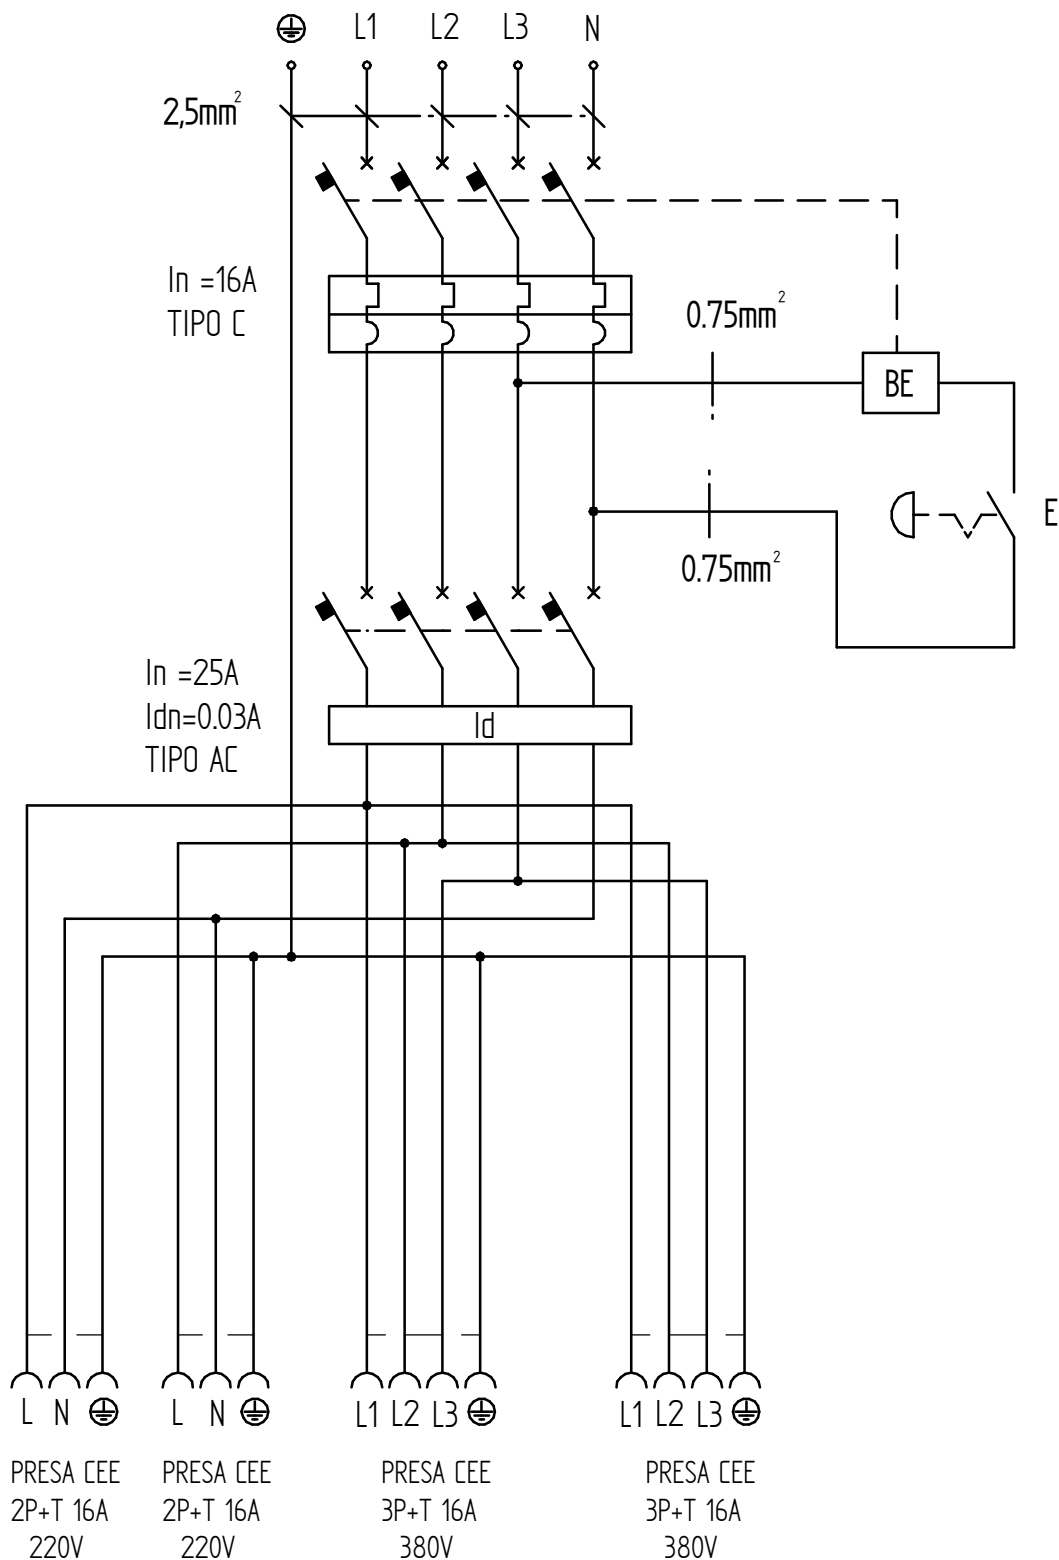 L1 L2 L3 N
2,5mm²
In =16A
TIPO C
0.75mm²
BE
E
0.75mm²
In =25A
Idn=0.03A
TIPO AC
Id
L N
L N
L1 L2 L3
L1 L2 L3
PRESA CEE
2P+T 16A
220V
PRESA CEE
2P+T 16A
220V
PRESA CEE
3P+T 16A
380V
PRESA CEE
3P+T 16A
380V